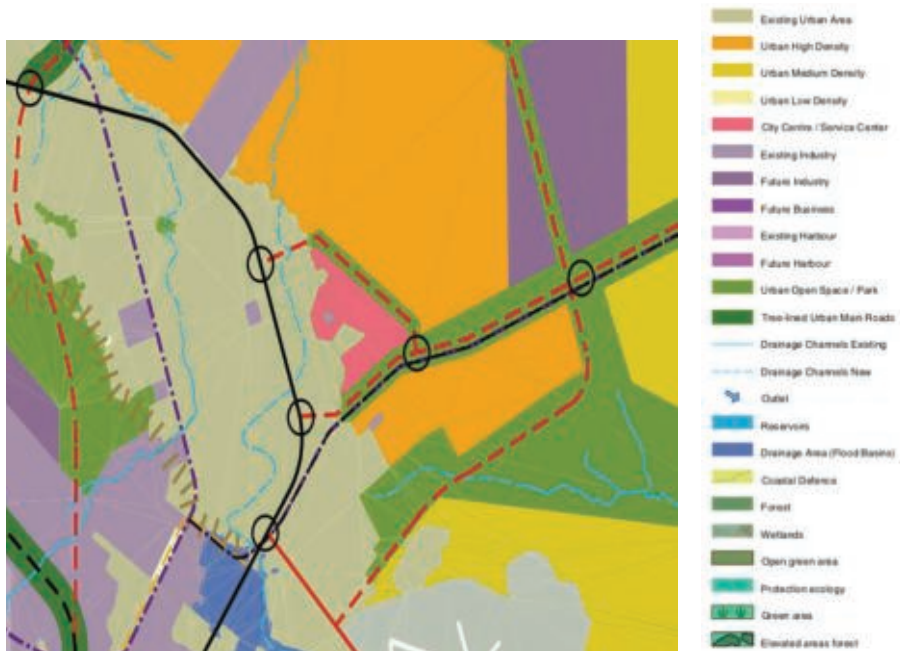 Existing Urban Area
Urban High Density
Urban Medium Density
Urban Low Density
City Centre / Service Center
Existing Industry
Future Industry
Future Business
Existing Harbour
Future Harbour
Urban Open Space / Park
Tree-lined Urban Main Roads
Drainage Channels Existing
Drainage Channels New
Outlet
Reservoirs
Drainage Area (Flood Basins)
Coastal Defence
Forest
Wetlands
Open green area
Protection ecology
Green area
Elevated areas forest